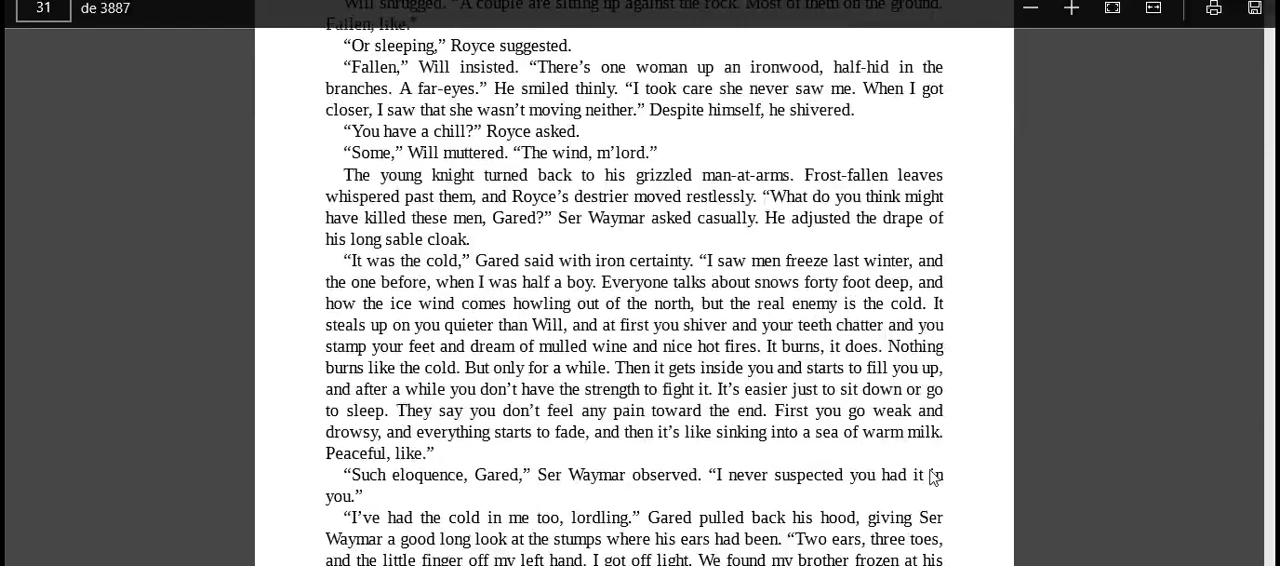 31 de 3887
Will shrugged. “A couple are sitting up against the rock. Most of them on the ground.
Fallen, like.”
“Or sleeping,” Royce suggested.
“Fallen,” Will insisted. “There’s one woman up an ironwood, half-hid in the
branches. A far-eyes.” He smiled thinly. “I took care she never saw me. When I got
closer, I saw that she wasn’t moving neither.” Despite himself, he shivered.
“You have a chill?” Royce asked.
“Some,” Will muttered. “The wind, m’lord.”
The young knight turned back to his grizzled man-at-arms. Frost-fallen leaves
whispered past them, and Royce’s destrier moved restlessly. “What do you think might
have killed these men, Gared?” Ser Waymar asked casually. He adjusted the drape of
his long sable cloak.
“It was the cold,” Gared said with iron certainty. “I saw men freeze last winter, and
the one before, when I was half a boy. Everyone talks about snows forty foot deep, and
how the ice wind comes howling out of the north, but the real enemy is the cold. It
steals up on you quieter than Will, and at first you shiver and your teeth chatter and you
stamp your feet and dream of mulled wine and nice hot fires. It burns, it does. Nothing
burns like the cold. But only for a while. Then it gets inside you and starts to fill you up,
and after a while you don’t have the strength to fight it. It’s easier just to sit down or go
to sleep. They say you don’t feel any pain toward the end. First you go weak and
drowsy, and everything starts to fade, and then it’s like sinking into a sea of warm milk.
Peaceful, like.”
“Such eloquence, Gared,” Ser Waymar observed. “I never suspected you had it in
you.”
“I’ve had the cold in me too, lordling.” Gared pulled back his hood, giving Ser
Waymar a good long look at the stumps where his ears had been. “Two ears, three toes,
and the little finger off my left hand. I got off light. We found my brother frozen at his